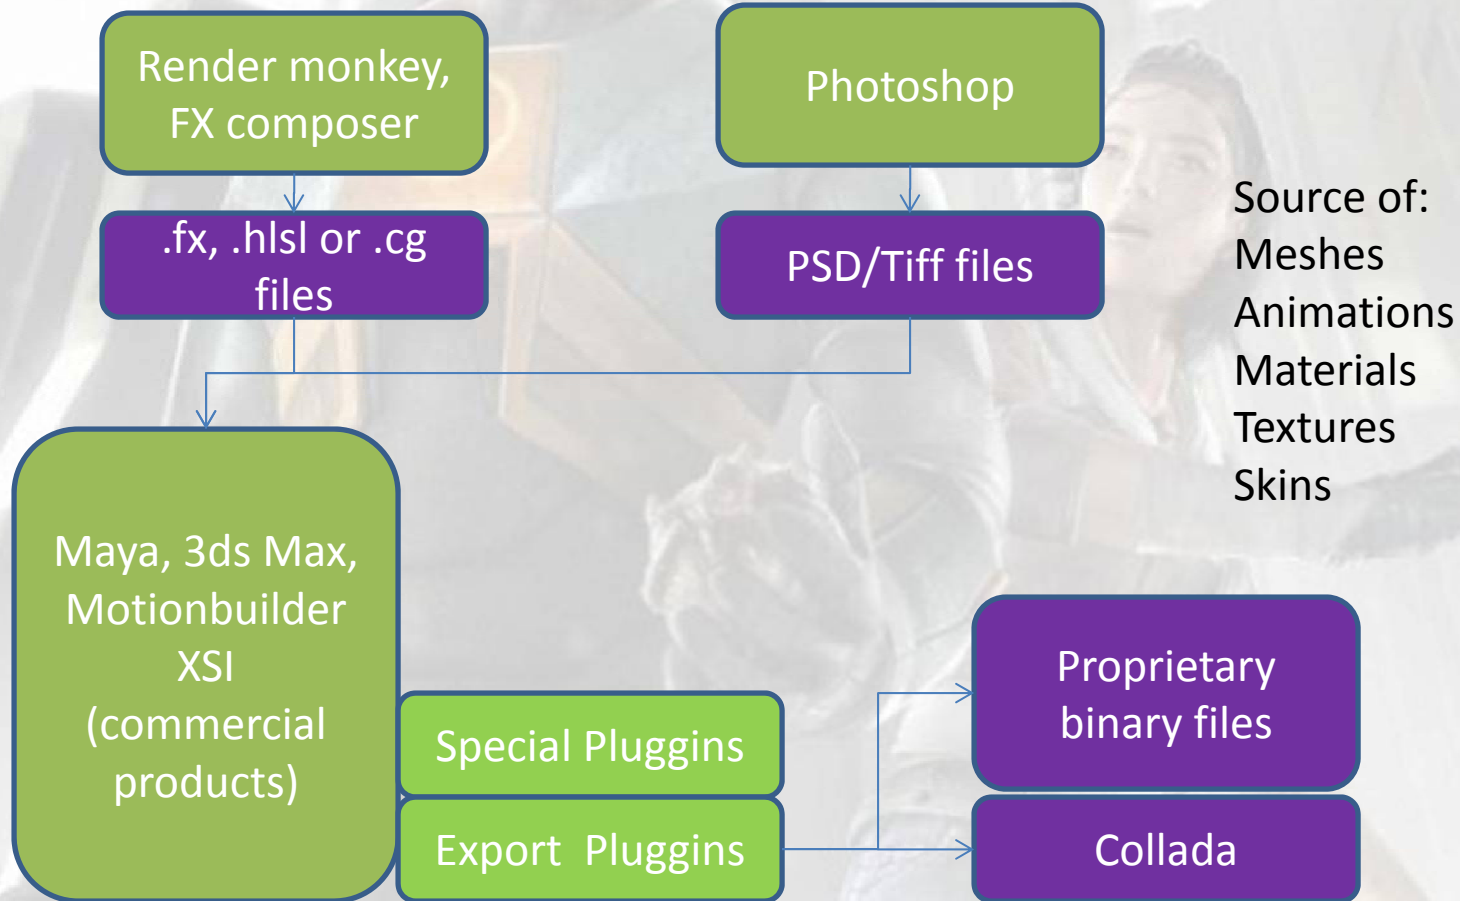 Render monkey,
FX composer
Photoshop
.fx, .hlsl or .cg
files
PSD/Tiff files
Source of:
Meshes
Animations
Materials
Textures
Skins
Maya, 3ds Max,
Motionbuilder
XSI
(commercial
products)
Special Pluggins
Export  Pluggins
Proprietary
binary files
Collada